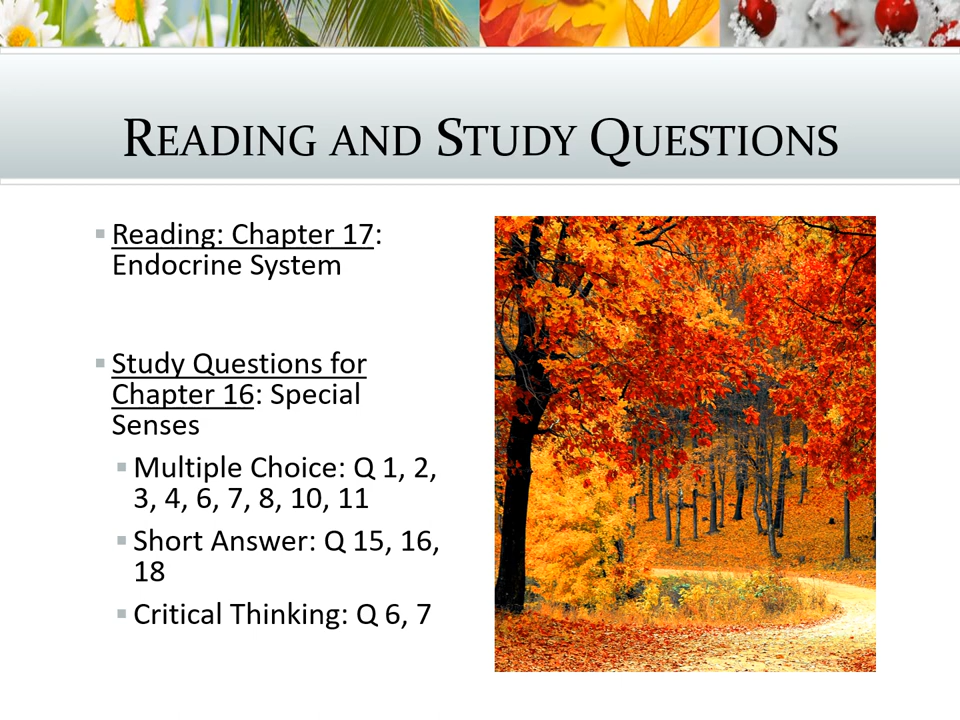 READING AND STUDY QUESTIONS
Reading: Chapter 17:
Endocrine System
Study Questions for
Chapter 16: Special
Senses
Multiple Choice: Q 1, 2,
3, 4, 6, 7, 8, 10, 11
Short Answer: Q 15, 16,
18
Critical Thinking: Q 6, 7